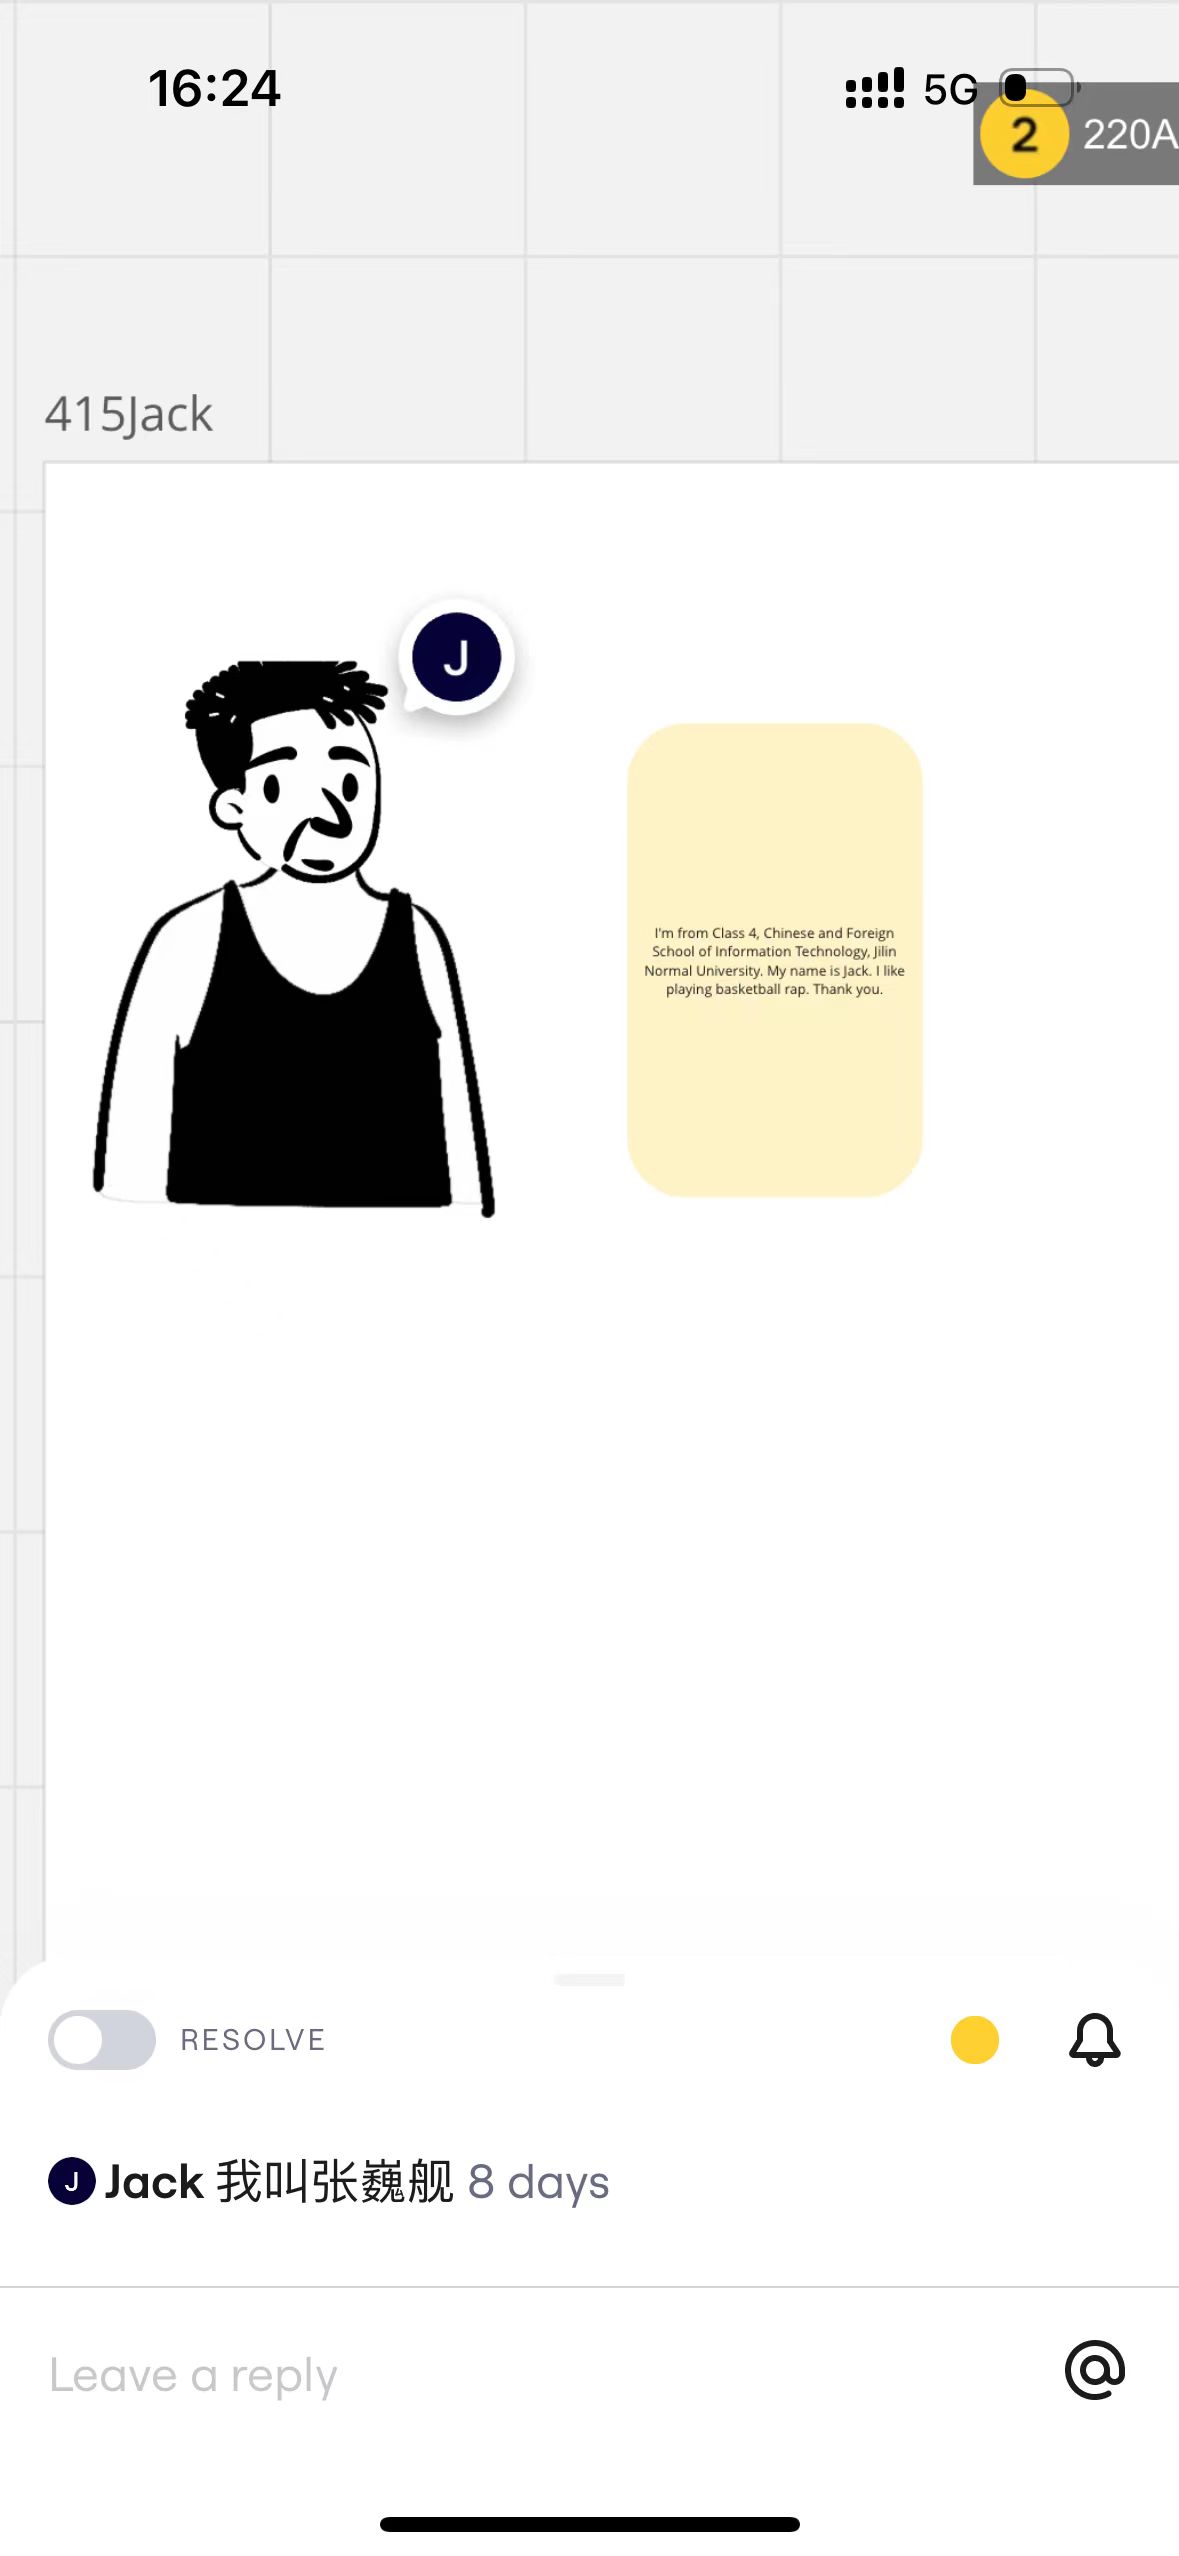 16:24
5G
2 220A
415Jack
J
I'm from Class 4, Chinese and Foreign
School of Information Technology, Jilin
Normal University. My name is Jack. I like
playing basketball rap. Thank you.
RESOLVE
J Jack 我叫张巍舰 8 days
Leave a reply
@